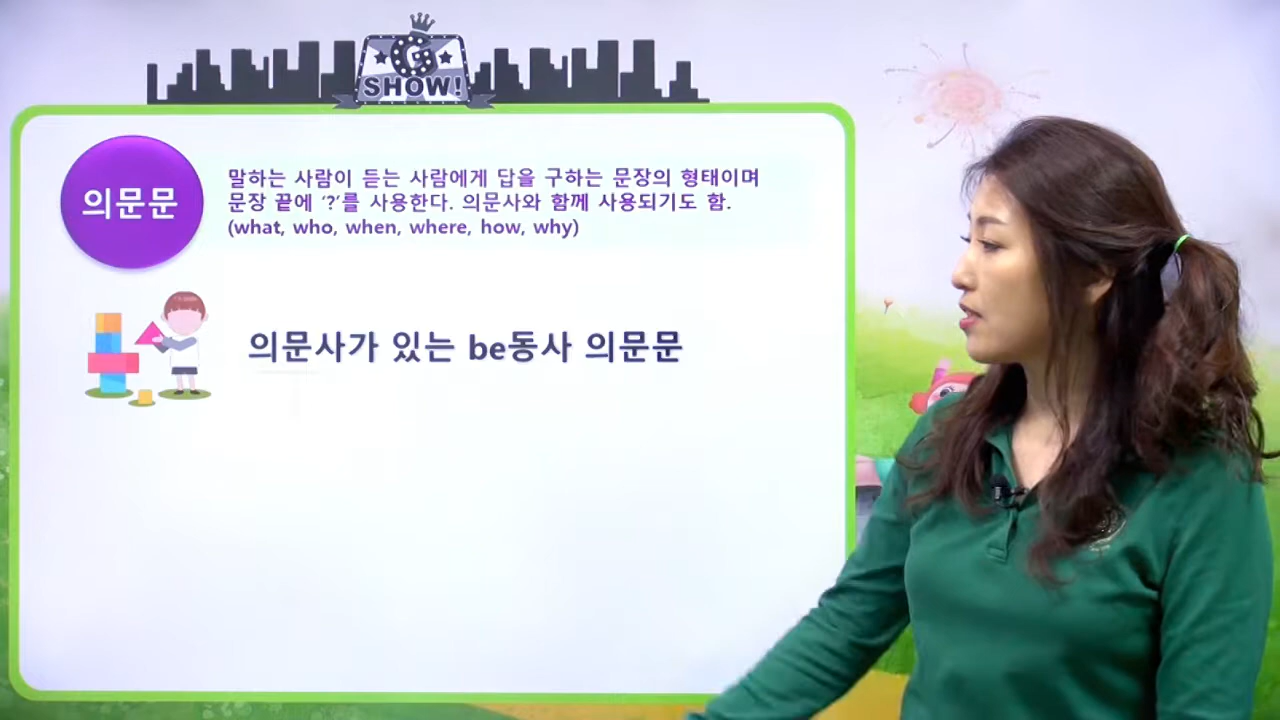 G
SHOW!
의문문
말하는 사람이 듣는 사람에게 답을 구하는 문장의 형태이며
문장 끝에 '?'를 사용한다. 의문사와 함께 사용되기도 함.
(what, who, when, where, how, why)
의문사가 있는 be동사 의문문